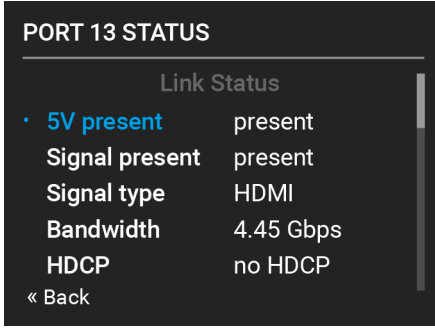 PORT 13 STATUS
Link Status
• 5V present present
Signal present present
Signal type HDMI
Bandwidth 4.45 Gbps
HDCP no HDCP
« Back